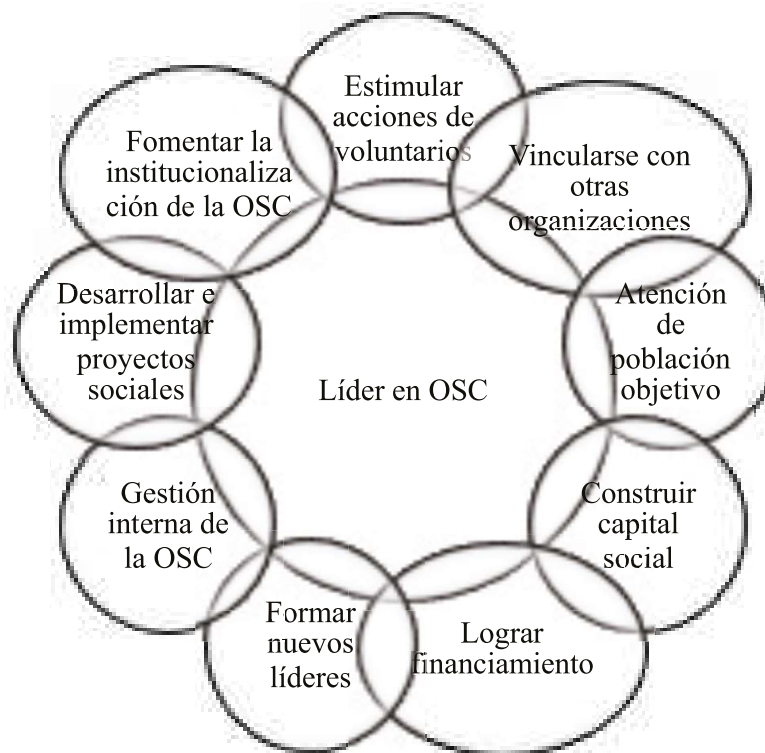 Estimular
acciones de
voluntarios
Vincularse con
otras
organizaciones
Atención
de
población
objetivo
Construir
capital
social
Lograr
financiamiento
Formar
nuevos
líderes
Gestión
interna de
la OSC
Desarrollar e
implementar
proyectos
sociales
Fomentar la
institucionaliza
ción de la OSC
Líder en OSC